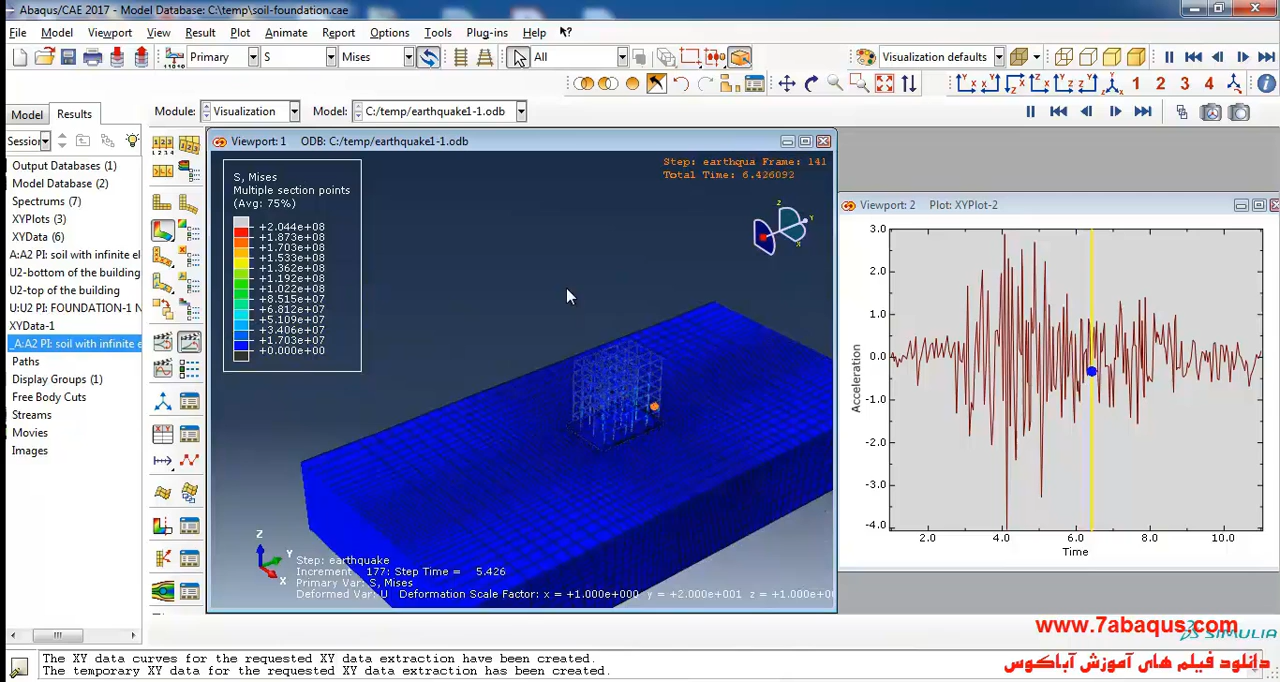 Abaqus/CAE 2017 - Model Database: C:\temp\soil-foundation.cae
File Model Viewport View Result Plot Animate Report Options Tools Plug-ins Help
Primary S Mises All Visualization defaults
1 2 3 4
Model Results Module: Visualization Model: C:/temp/earthquake1-1.odb
Session
Output Databases (1)
Model Database (2)
Spectrums (7)
XYPlots (3)
XYData (6)
A:A2 PI: soil with infinite el
U2-bottom of the building
U2-top of the building
U:U2 PI: FOUNDATION-1 N
XYData-1
_A:A2 PI: soil with infinite e
Paths
Display Groups (1)
Free Body Cuts
Streams
Movies
Images
Viewport: 1 ODB: C:/temp/earthquake1-1.odb
S, Mises
Multiple section points
(Avg: 75%)
+2.044e+08
+1.873e+08
+1.703e+08
+1.533e+08
+1.362e+08
+1.192e+08
+1.022e+08
+8.515e+07
+6.812e+07
+5.109e+07
+3.406e+07
+1.703e+07
+0.000e+00
Step: earthqua Frame: 141
Total Time: 6.426092
Z
Y
X
Z
Y
X
Step: earthquake
Increment 177: Step Time = 5.426
Primary Var: S, Mises
Deformed Var: U Deformation Scale Factor: x = +1.000e+000 y = +2.000e+001 z = +1.000e+00
Viewport: 2 Plot: XYPlot-2
3.0
2.0
1.0
0.0
-1.0
-2.0
-3.0
-4.0
Acceleration
2.0 4.0 6.0 8.0 10.0
Time
www.7abaqus.com
SIMULIA
دانلود فیلم های آموزش آباکوس
The XY data curves for the requested XY data extraction have been created.
The temporary XY data for the requested XY data extraction has been created.